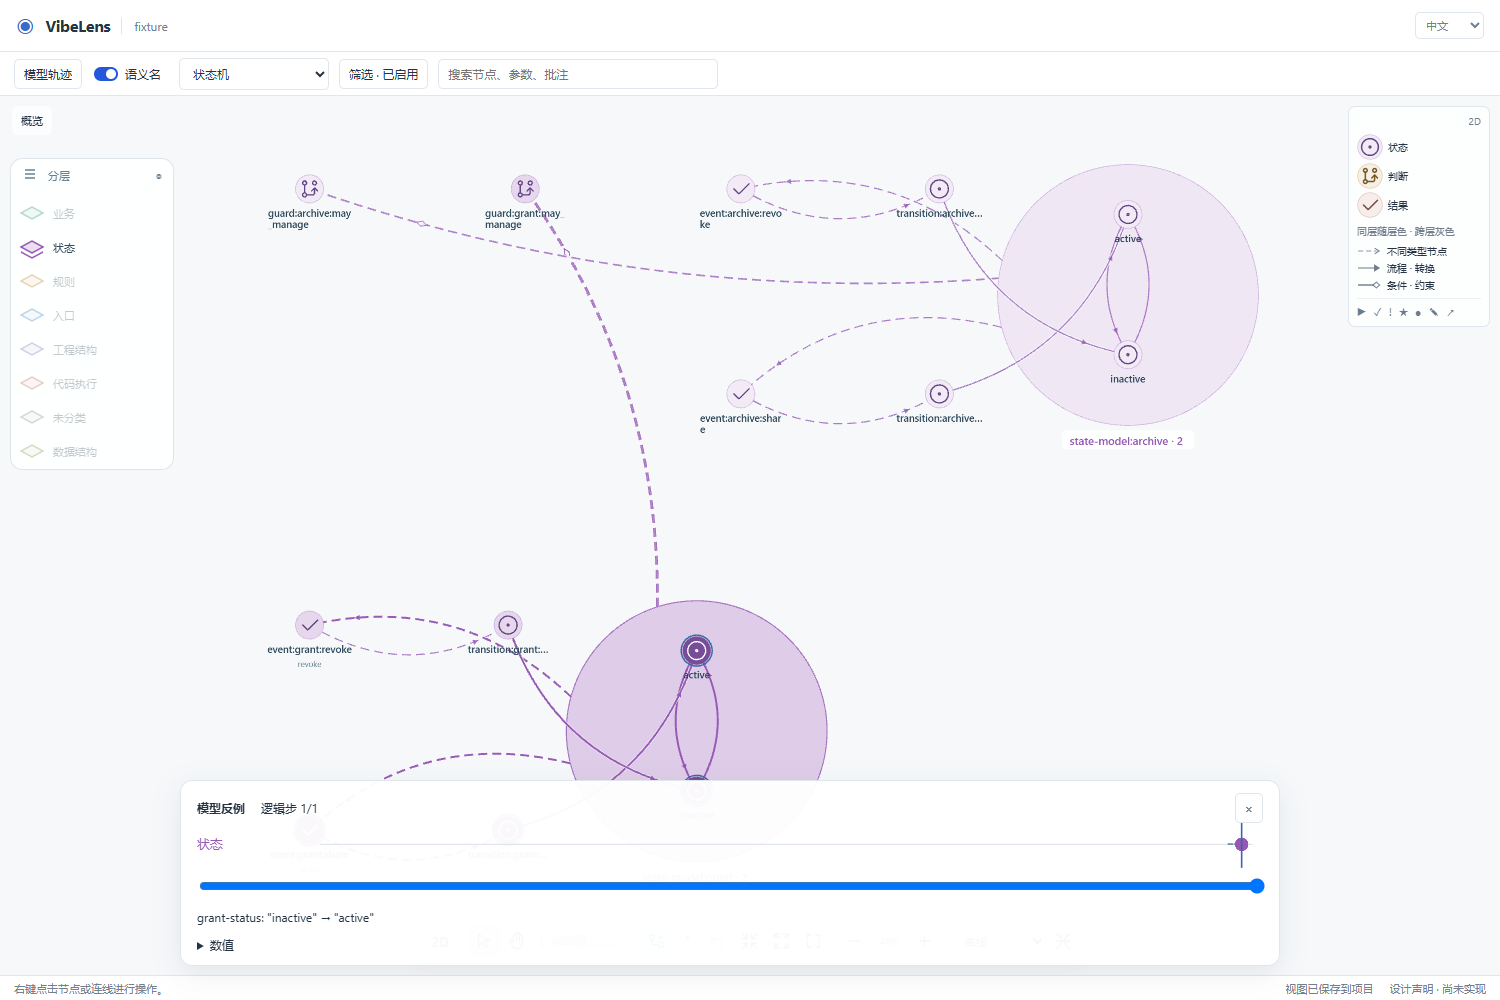 VibeLens
fixture
中文
模型轨迹
语义名
状态机
筛选 · 已启用
搜索节点、参数、批注
概览
分层
业务
状态
规则
入口
工程结构
代码执行
未分类
数据结构
guard:archive:may
_manage
guard:grant:may_
manage
event:archive:revo
ke
transition:archive...
active
inactive
event:archive:shar
e
transition:archive...
state-model:archive · 2
2D
状态
判断
结果
同层随层色 · 跨层灰色
不同类型节点
流程 · 转换
条件 · 约束
event:grant:revoke
revoke
transition:grant:...
active
模型反例
逻辑步 1/1
×
状态
grant-status: "inactive" → "active"
数值
右键点击节点或连线进行操作。
视图已保存到项目
设计声明 · 尚未实现